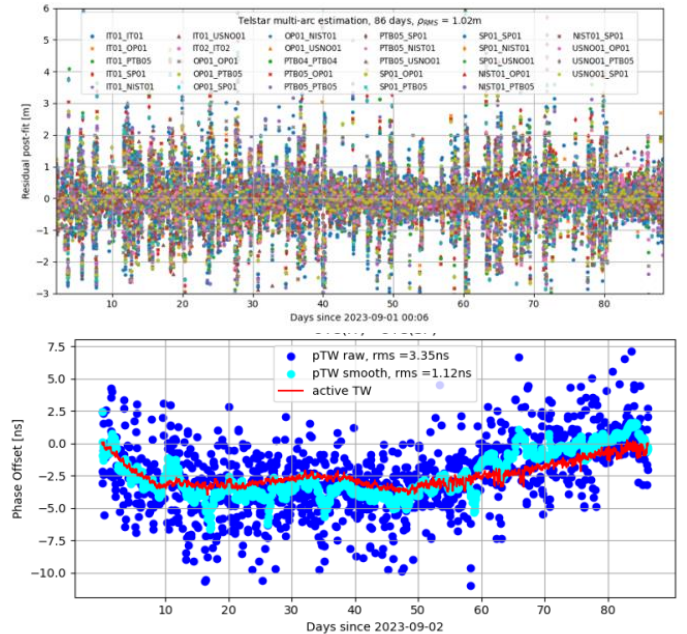 Telstar multi-arc estimation, 86 days, ρRMS = 1.02m
IT01_IT01 IT01_USNO01 OP01_NIST01 PTB05_SP01 SP01_SP01 NIST01_SP01
IT01_OP01 IT02_IT02 OP01_USNO01 PTB05_NIST01 SP01_NIST01 USNO01_OP01
IT01_PTB05 OP01_OP01 PTB04_PTB04 PTB05_USNO01 SP01_USNO01 USNO01_PTB05
IT01_SP01 OP01_PTB05 PTB05_OP01 SP01_OP01 NIST01_OP01 USNO01_SP01
IT01_NIST01 OP01_SP01 PTB05_PTB05 SP01_PTB05 NIST01_PTB05
Residual post-fit [m]
6
5
4
3
2
1
0
−1
−2
−3
10 20 30 40 50 60 70 80
Days since 2023-09-01 00:06
pTW raw, rms =3.35ns
pTW smooth, rms =1.12ns
active TW
Phase Offset [ns]
7.5
5.0
2.5
0.0
−2.5
−5.0
−7.5
−10.0
10 20 30 40 50 60 70 80
Days since 2023-09-02